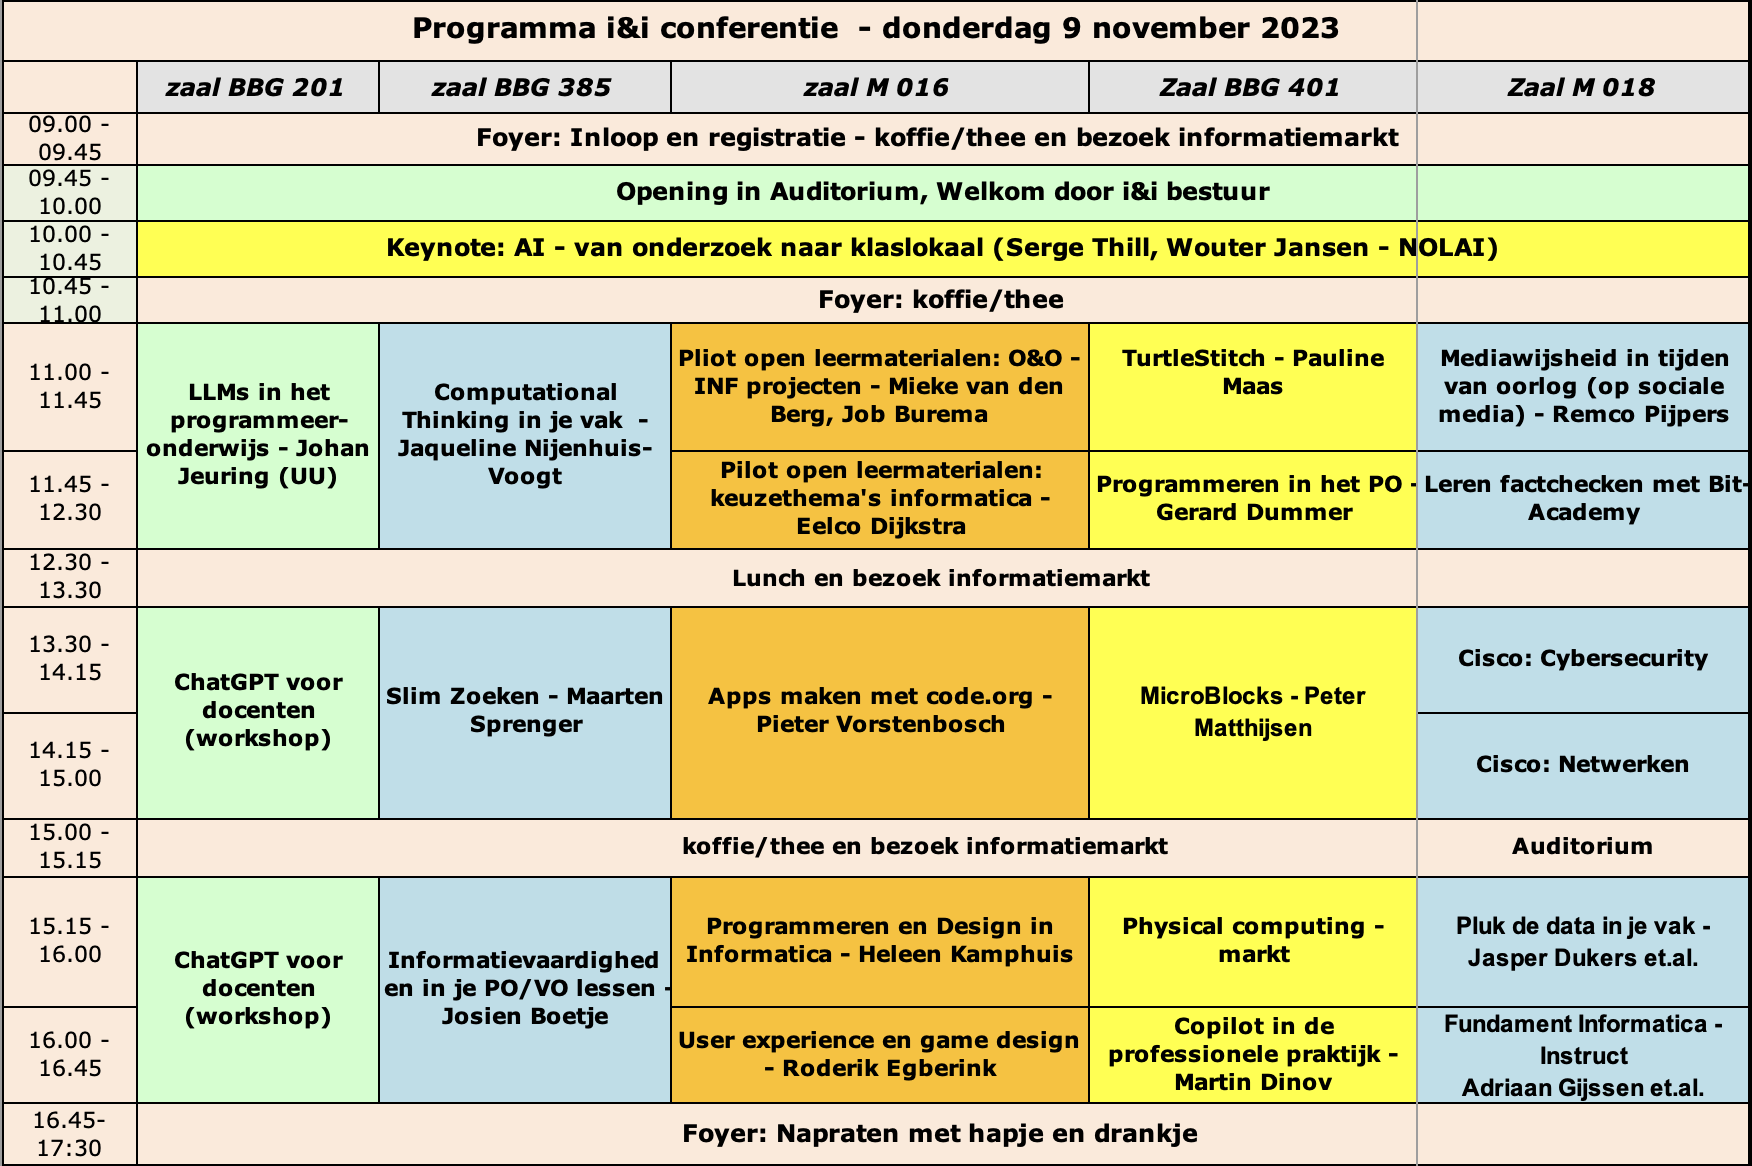 Programma i&i conferentie - donderdag 9 november 2023
zaal BBG 201
zaal BBG 385
zaal M 016
Zaal BBG 401
Zaal M 018
09.00 -
09.45
Foyer: Inloop en registratie - koffie/thee en bezoek informatiemarkt
09.45 -
10.00
Opening in Auditorium, Welkom door i&i bestuur
10.00 -
10.45
Keynote: AI - van onderzoek naar klaslokaal (Serge Thill, Wouter Jansen - NOLAI)
10.45 -
11.00
Foyer: koffie/thee
11.00 -
11.45
LLMs in het
programmeer-
onderwijs - Johan
Jeuring (UU)
Computational
Thinking in je vak -
Jaqueline Nijenhuis-
Voogt
Pliot open leermaterialen: O&O -
INF projecten - Mieke van den
Berg, Job Burema
TurtleStitch - Pauline
Maas
Mediawijsheid in tijden
van oorlog (op sociale
media) - Remco Pijpers
11.45 -
12.30
Pilot open leermaterialen:
keuzethema's informatica -
Eelco Dijkstra
Programmeren in het PO -
Gerard Dummer
Leren factchecken met Bit-
Academy
12.30 -
13.30
Lunch en bezoek informatiemarkt
13.30 -
14.15
ChatGPT voor
docenten
(workshop)
Slim Zoeken - Maarten
Sprenger
Apps maken met code.org -
Pieter Vorstenbosch
MicroBlocks - Peter
Matthijsen
Cisco: Cybersecurity
14.15 -
15.00
Cisco: Netwerken
15.00 -
15.15
koffie/thee en bezoek informatiemarkt
Auditorium
15.15 -
16.00
ChatGPT voor
docenten
(workshop)
Informatievaardighed
en in je PO/VO lessen -
Josien Boetje
Programmeren en Design in
Informatica - Heleen Kamphuis
Physical computing -
markt
Pluk de data in je vak -
Jasper Dukers et.al.
16.00 -
16.45
User experience en game design
- Roderik Egberink
Copilot in de
professionele praktijk -
Martin Dinov
Fundament Informatica -
Instruct
Adriaan Gijssen et.al.
16.45-
17:30
Foyer: Napraten met hapje en drankje